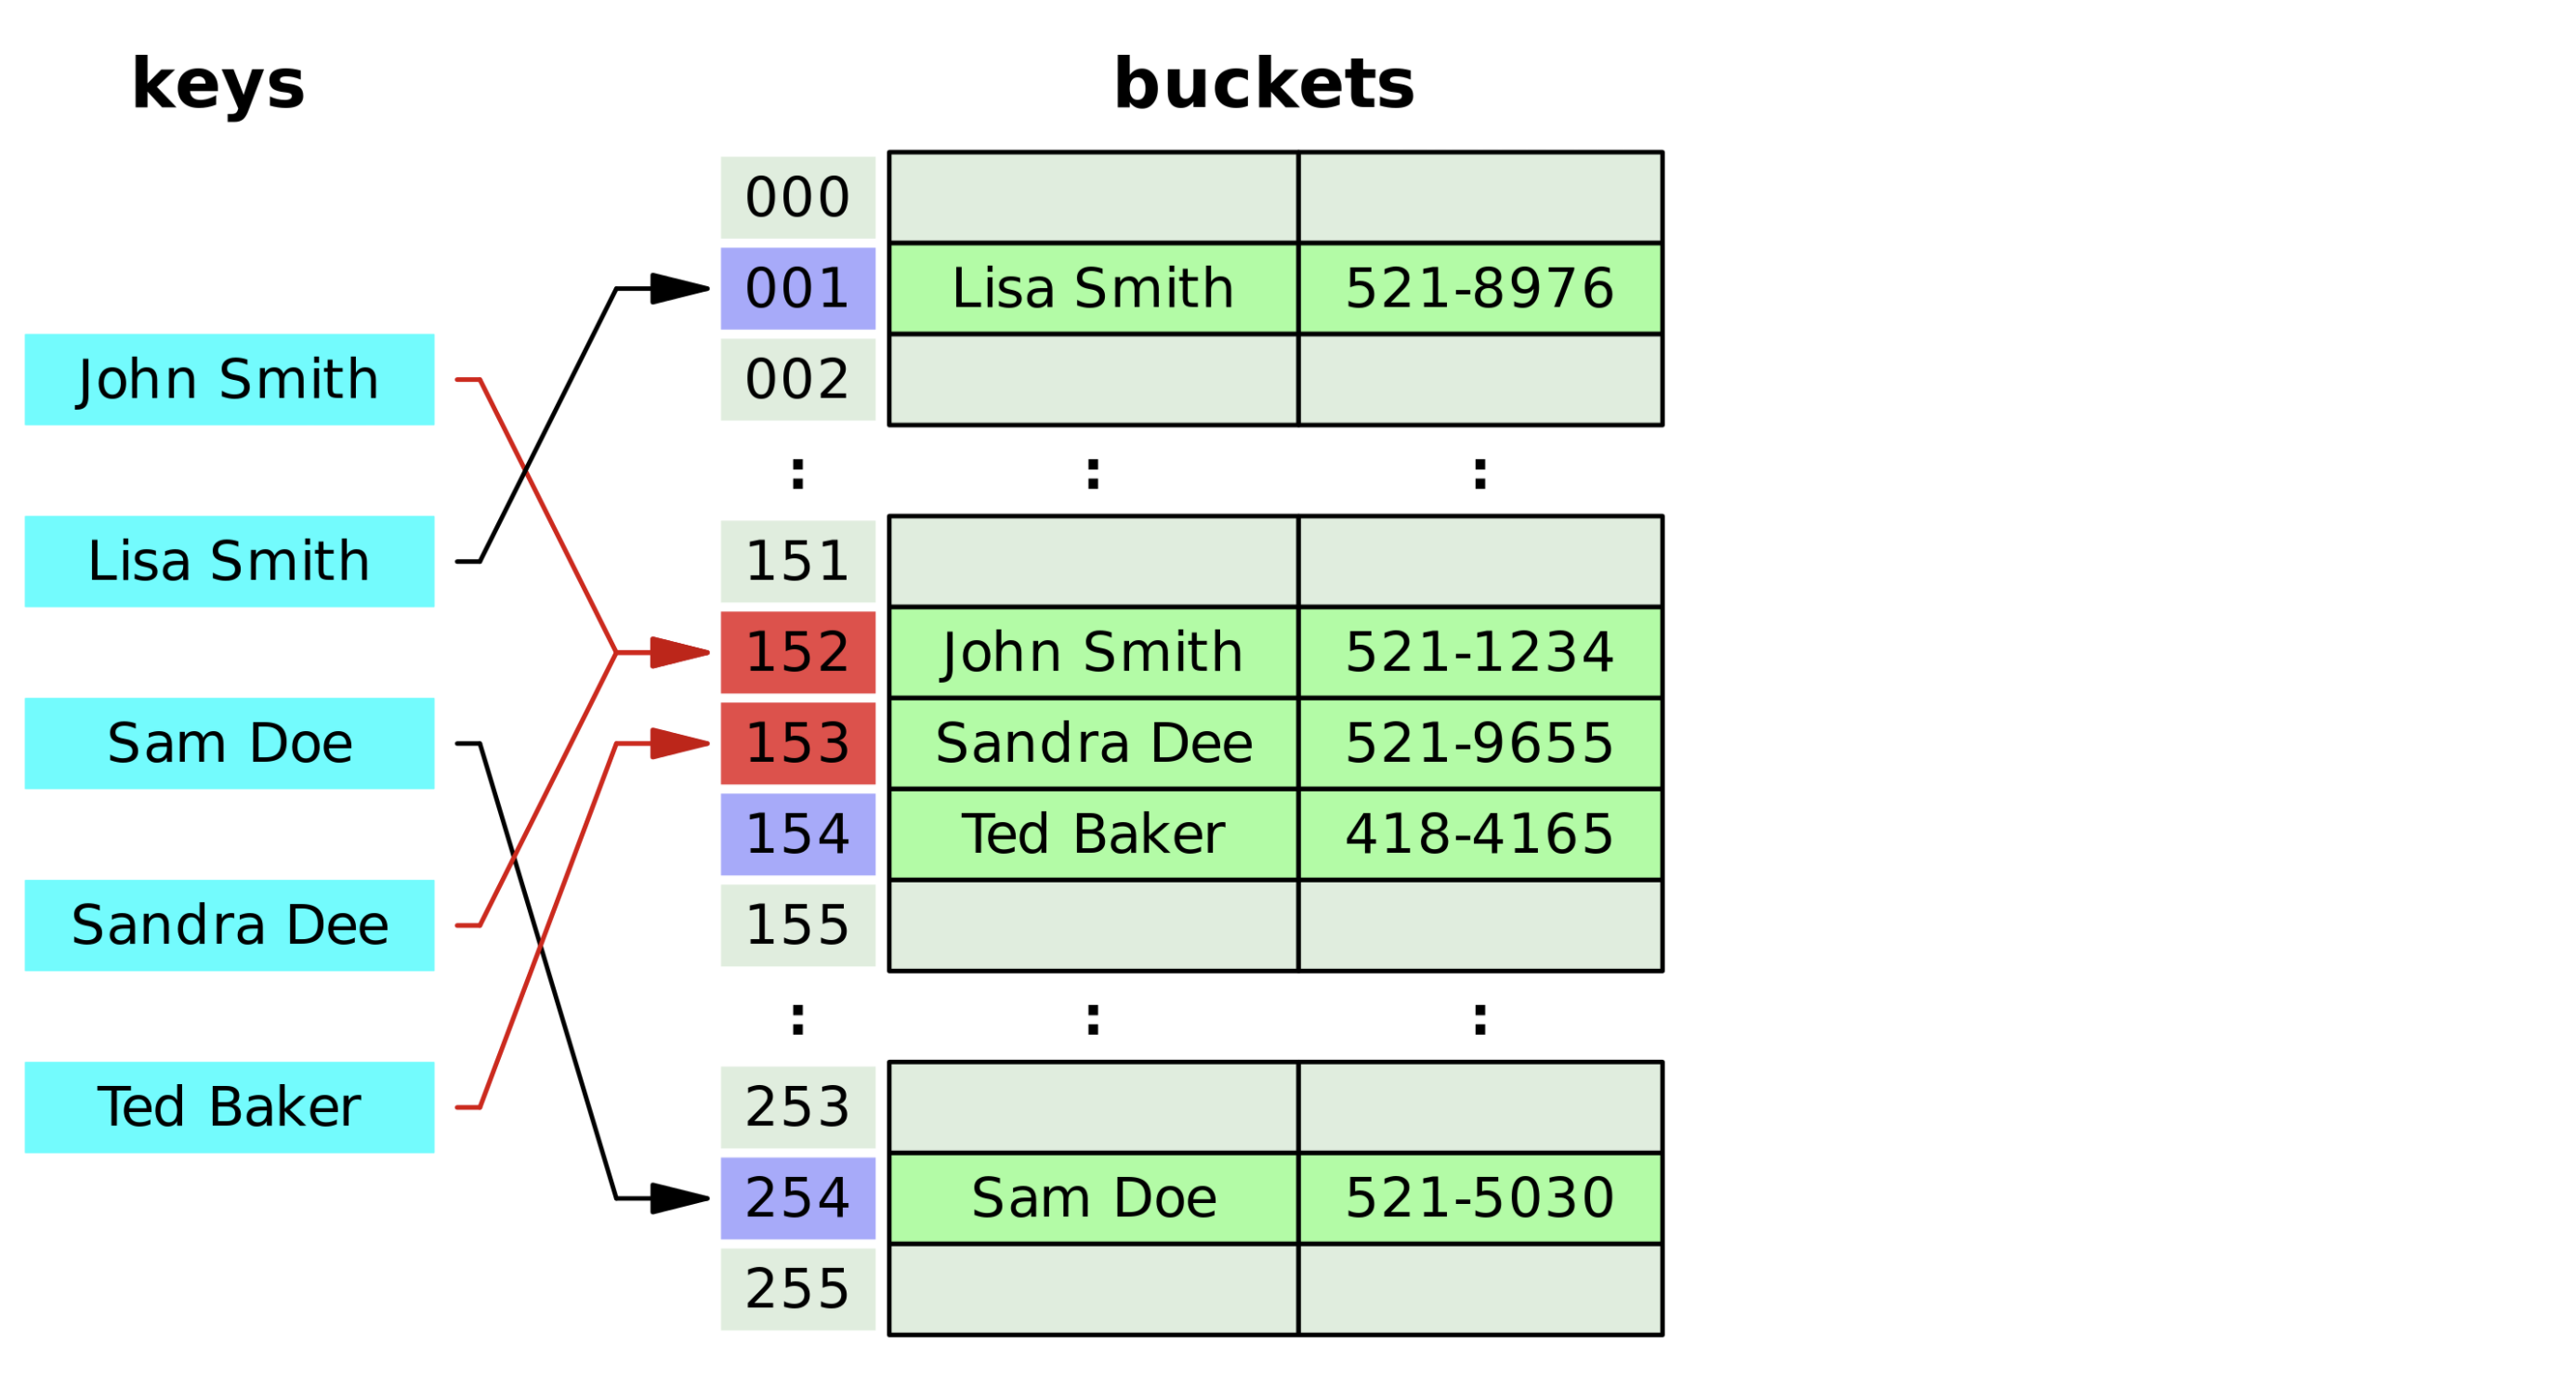 keys
buckets
John Smith
Lisa Smith
Sam Doe
Sandra Dee
Ted Baker
000
001 Lisa Smith 521-8976
002
: : :
151
152 John Smith 521-1234
153 Sandra Dee 521-9655
154 Ted Baker 418-4165
155
: : :
253
254 Sam Doe 521-5030
255